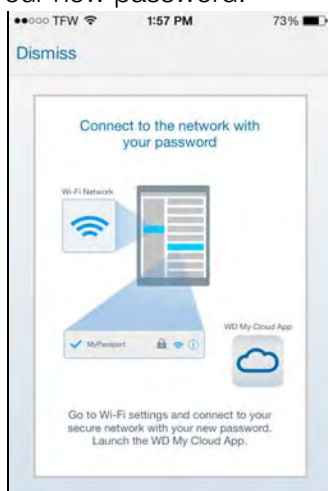 our new password.
TFW 1:57 PM 73%
Dismiss
Connect to the network with
your password
Wi-Fi Network
MyPassport
WD My Cloud App
Go to Wi-Fi settings and connect to your
secure network with your new password.
Launch the WD My Cloud App.